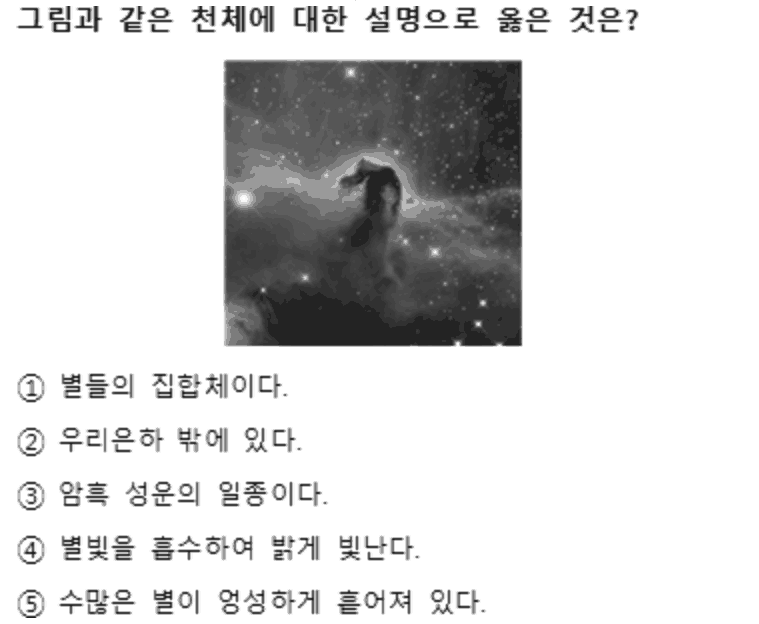 그림과 같은 천체에 대한 설명으로 옳은 것은?
① 별들의 집합체이다.
② 우리은하 밖에 있다.
③ 암흑 성운의 일종이다.
④ 별빛을 흡수하여 밝게 빛난다.
⑤ 수많은 별이 엉성하게 흩어져 있다.